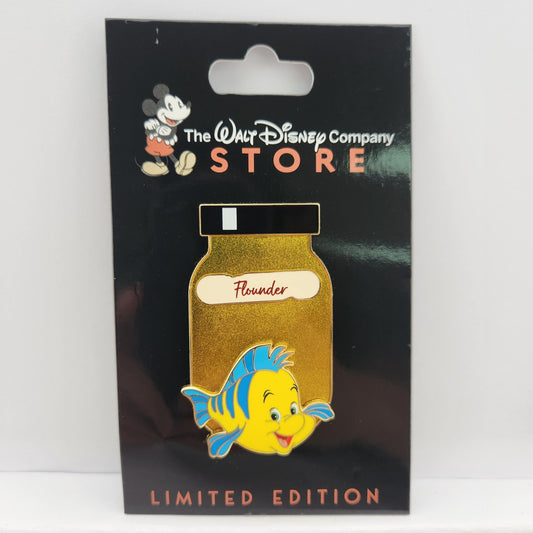 The WALT DISNEY Company
STORE
Flounder
LIMITED EDITION